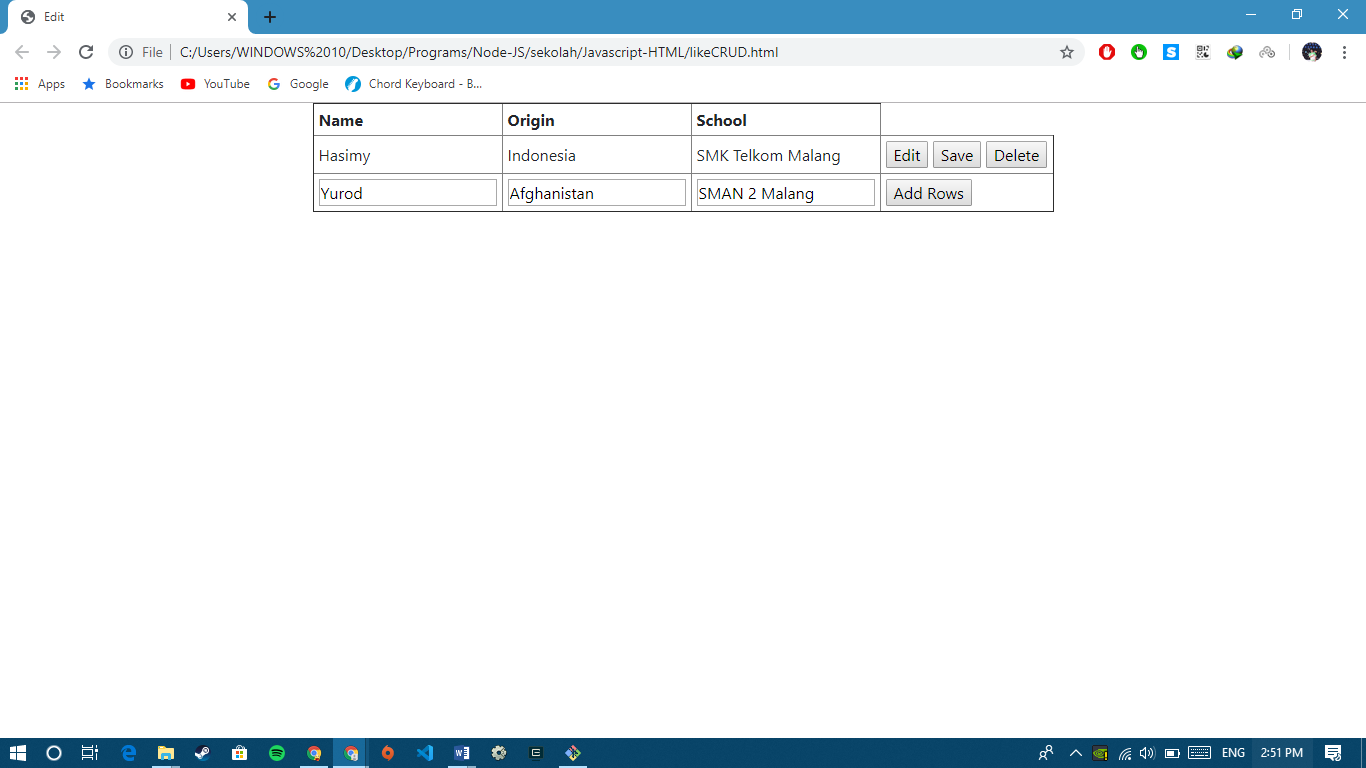 Edit
File C:/Users/WINDOWS%2010/Desktop/Programs/Node-JS/sekolah/Javascript-HTML/likeCRUD.html
Apps Bookmarks YouTube Google Chord Keyboard - B...
Name Origin School
Hasimy Indonesia SMK Telkom Malang Edit Save Delete
Yurod Afghanistan SMAN 2 Malang Add Rows
ENG 2:51 PM